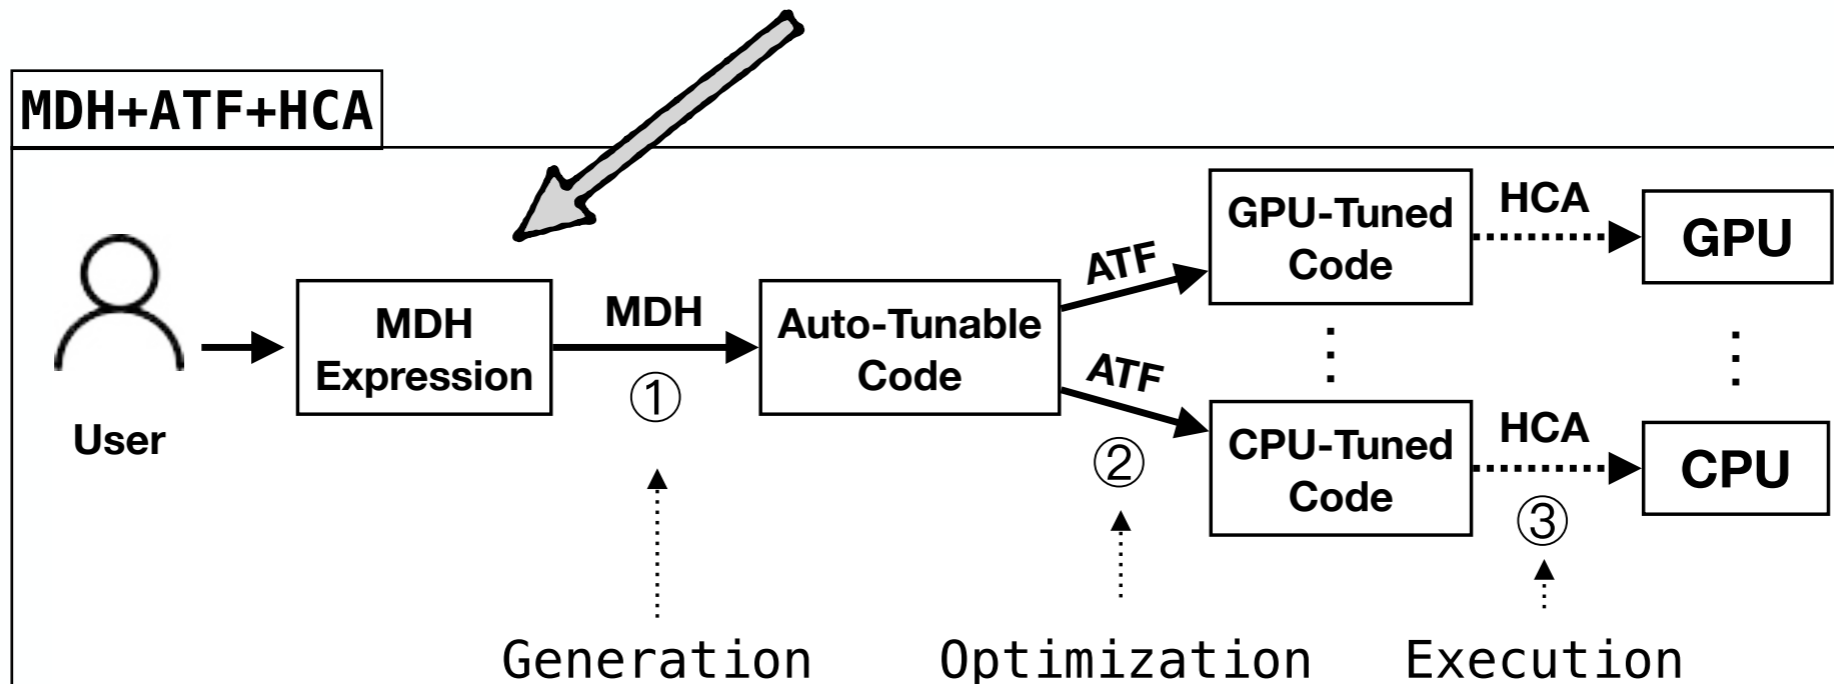 MDH+ATF+HCA
User
MDH
Expression
MDH
①
Auto-Tunable
Code
ATF
ATF
②
GPU-Tuned
Code
HCA
GPU
CPU-Tuned
Code
HCA
③
CPU
Generation
Optimization
Execution